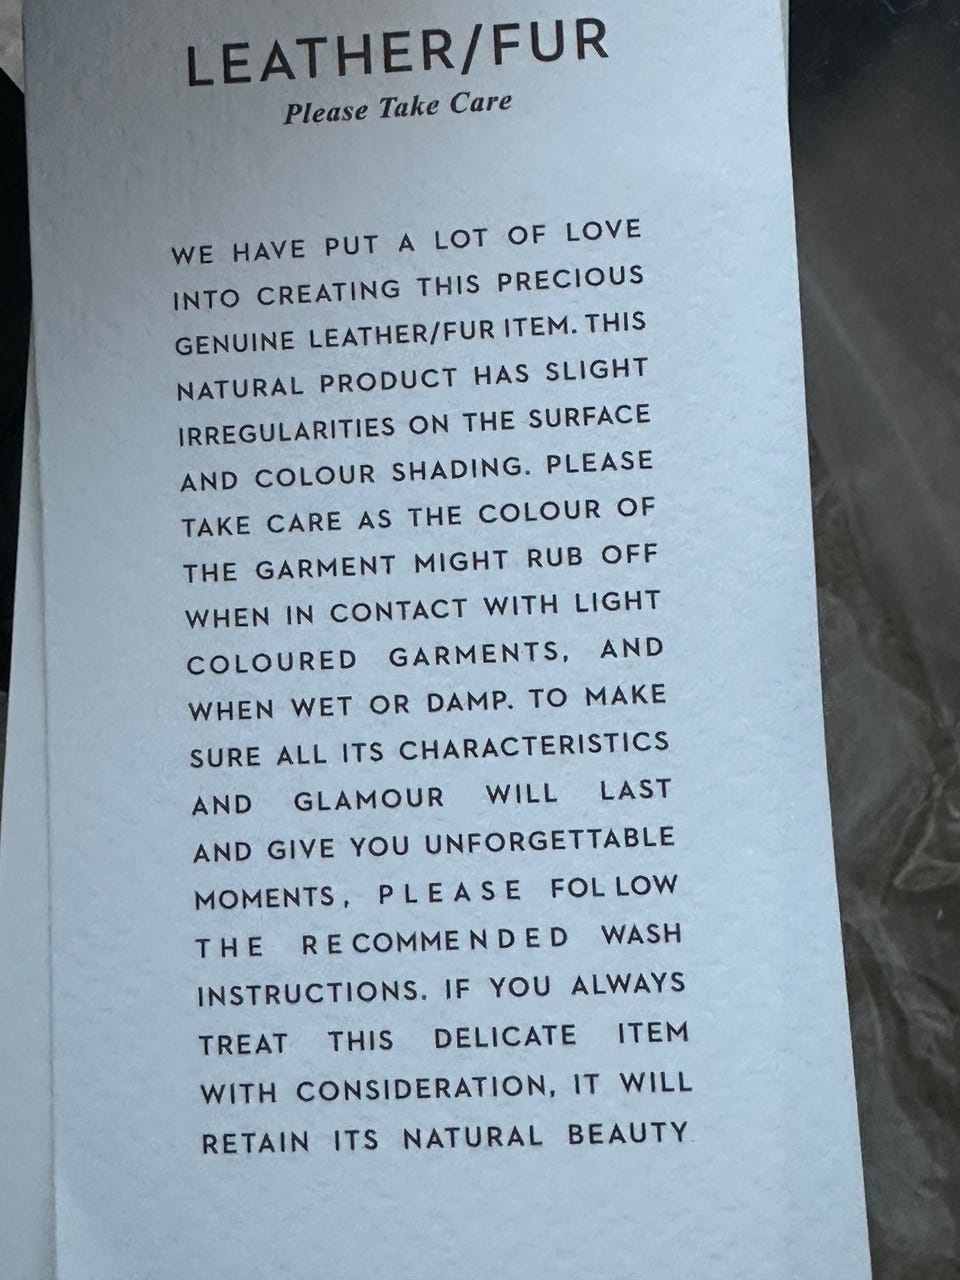 LEATHER/FUR
Please Take Care
WE HAVE PUT A LOT OF LOVE
INTO CREATING THIS PRECIOUS
GENUINE LEATHER/FUR ITEM. THIS
NATURAL PRODUCT HAS SLIGHT
IRREGULARITIES ON THE SURFACE
AND COLOUR SHADING. PLEASE
TAKE CARE AS THE COLOUR OF
THE GARMENT MIGHT RUB OFF
WHEN IN CONTACT WITH LIGHT
COLOURED GARMENTS, AND
WHEN WET OR DAMP. TO MAKE
SURE ALL ITS CHARACTERISTICS
AND GLAMOUR WILL LAST
AND GIVE YOU UNFORGETTABLE
MOMENTS, PLEASE FOLLOW
THE RECOMMENDED WASH
INSTRUCTIONS. IF YOU ALWAYS
TREAT THIS DELICATE ITEM
WITH CONSIDERATION, IT WILL
RETAIN ITS NATURAL BEAUTY